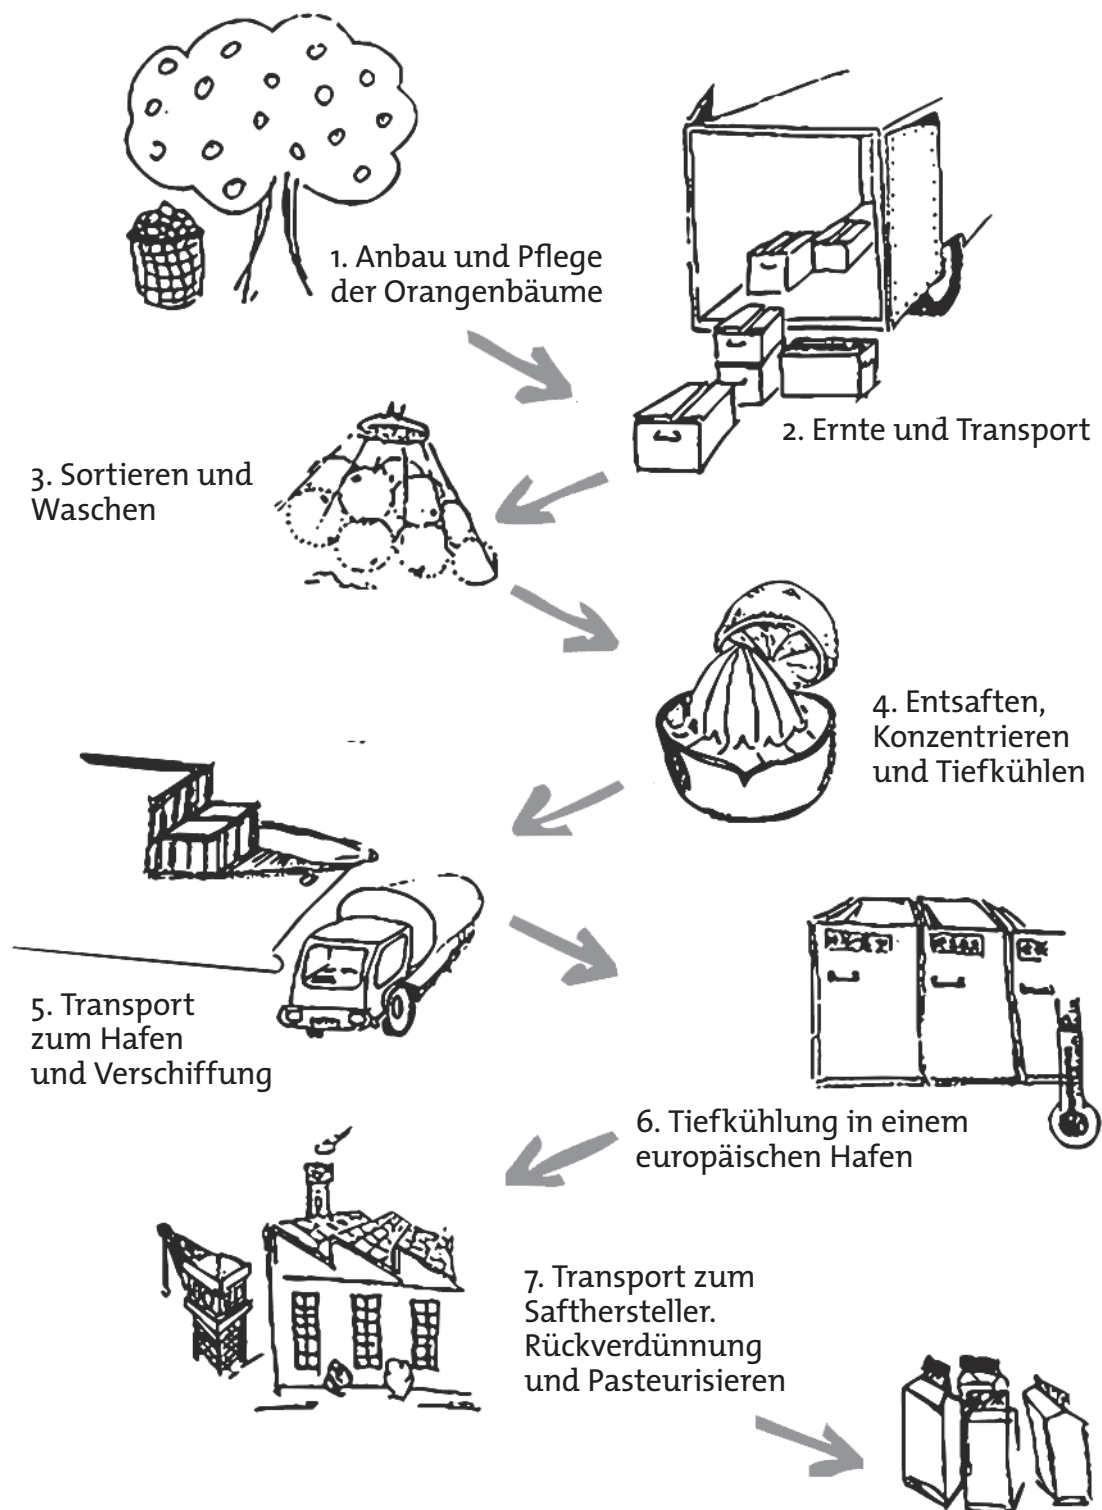 1. Anbau und Pflege
der Orangenbäume
2. Ernte und Transport
3. Sortieren und
Waschen
4. Entsaften,
Konzentrieren
und Tiefkühlen
5. Transport
zum Hafen
und Verschiffung
6. Tiefkühlung in einem
europäischen Hafen
7. Transport zum
Safthersteller.
Rückverdünnung
und Pasteurisieren